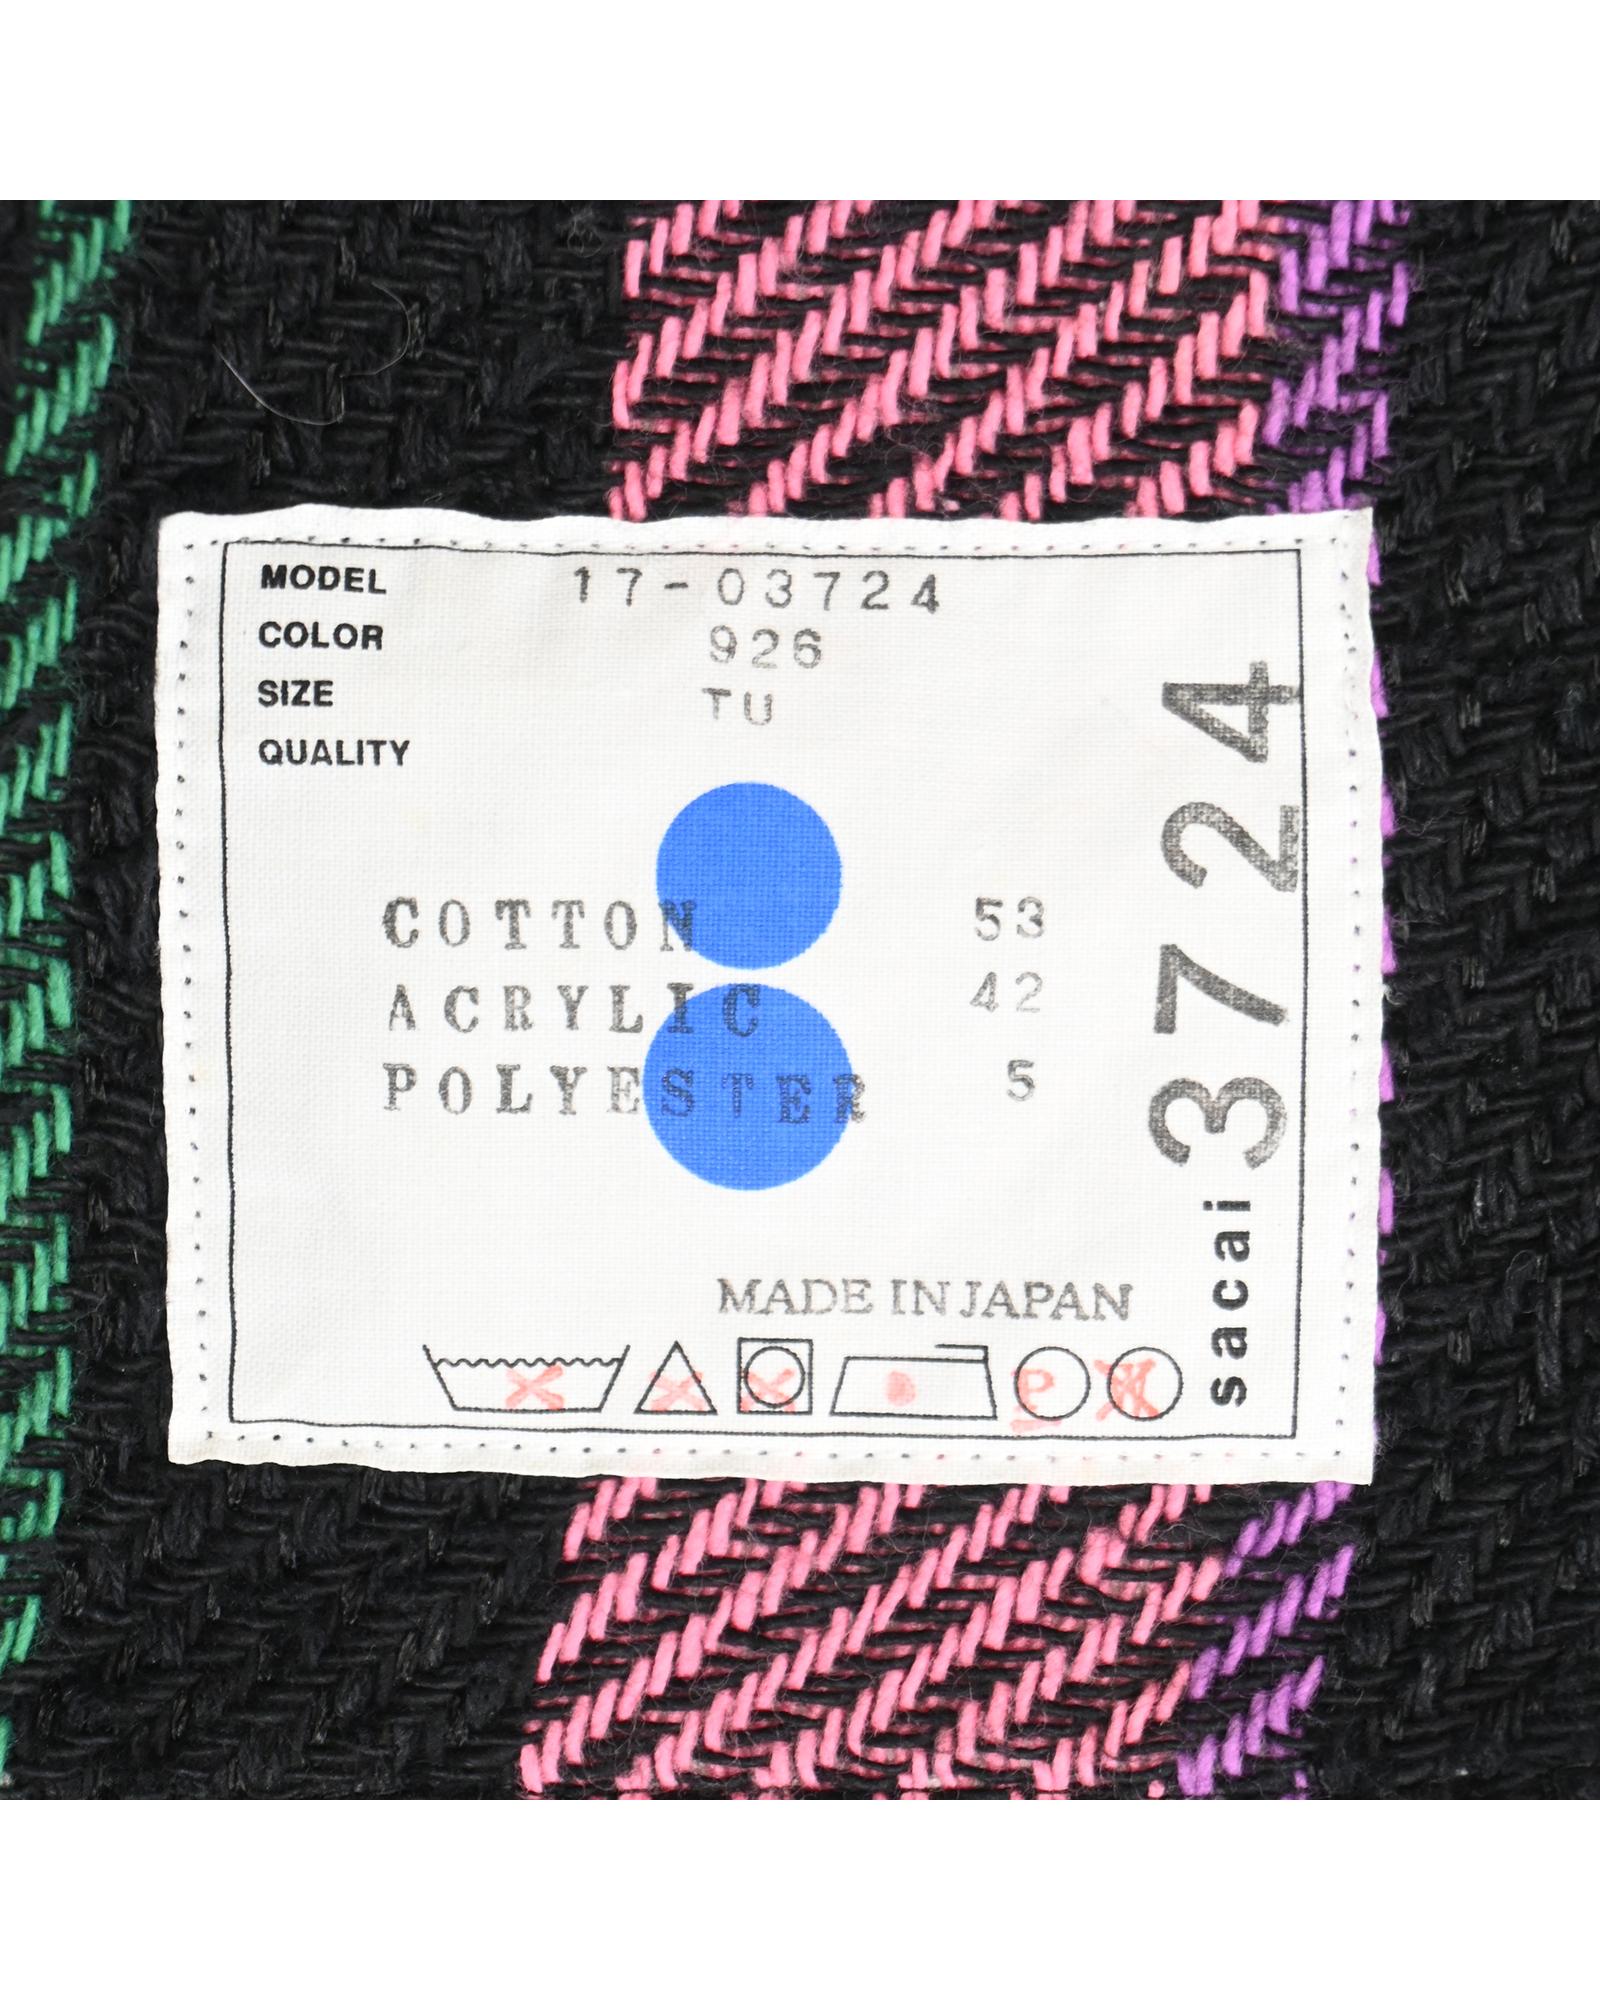 MODEL 17-03724
COLOR 926
SIZE TU
QUALITY
COTTON 53
ACRYLIC 42
POLYESTER 5
MADE IN JAPAN
P
sacai 3724